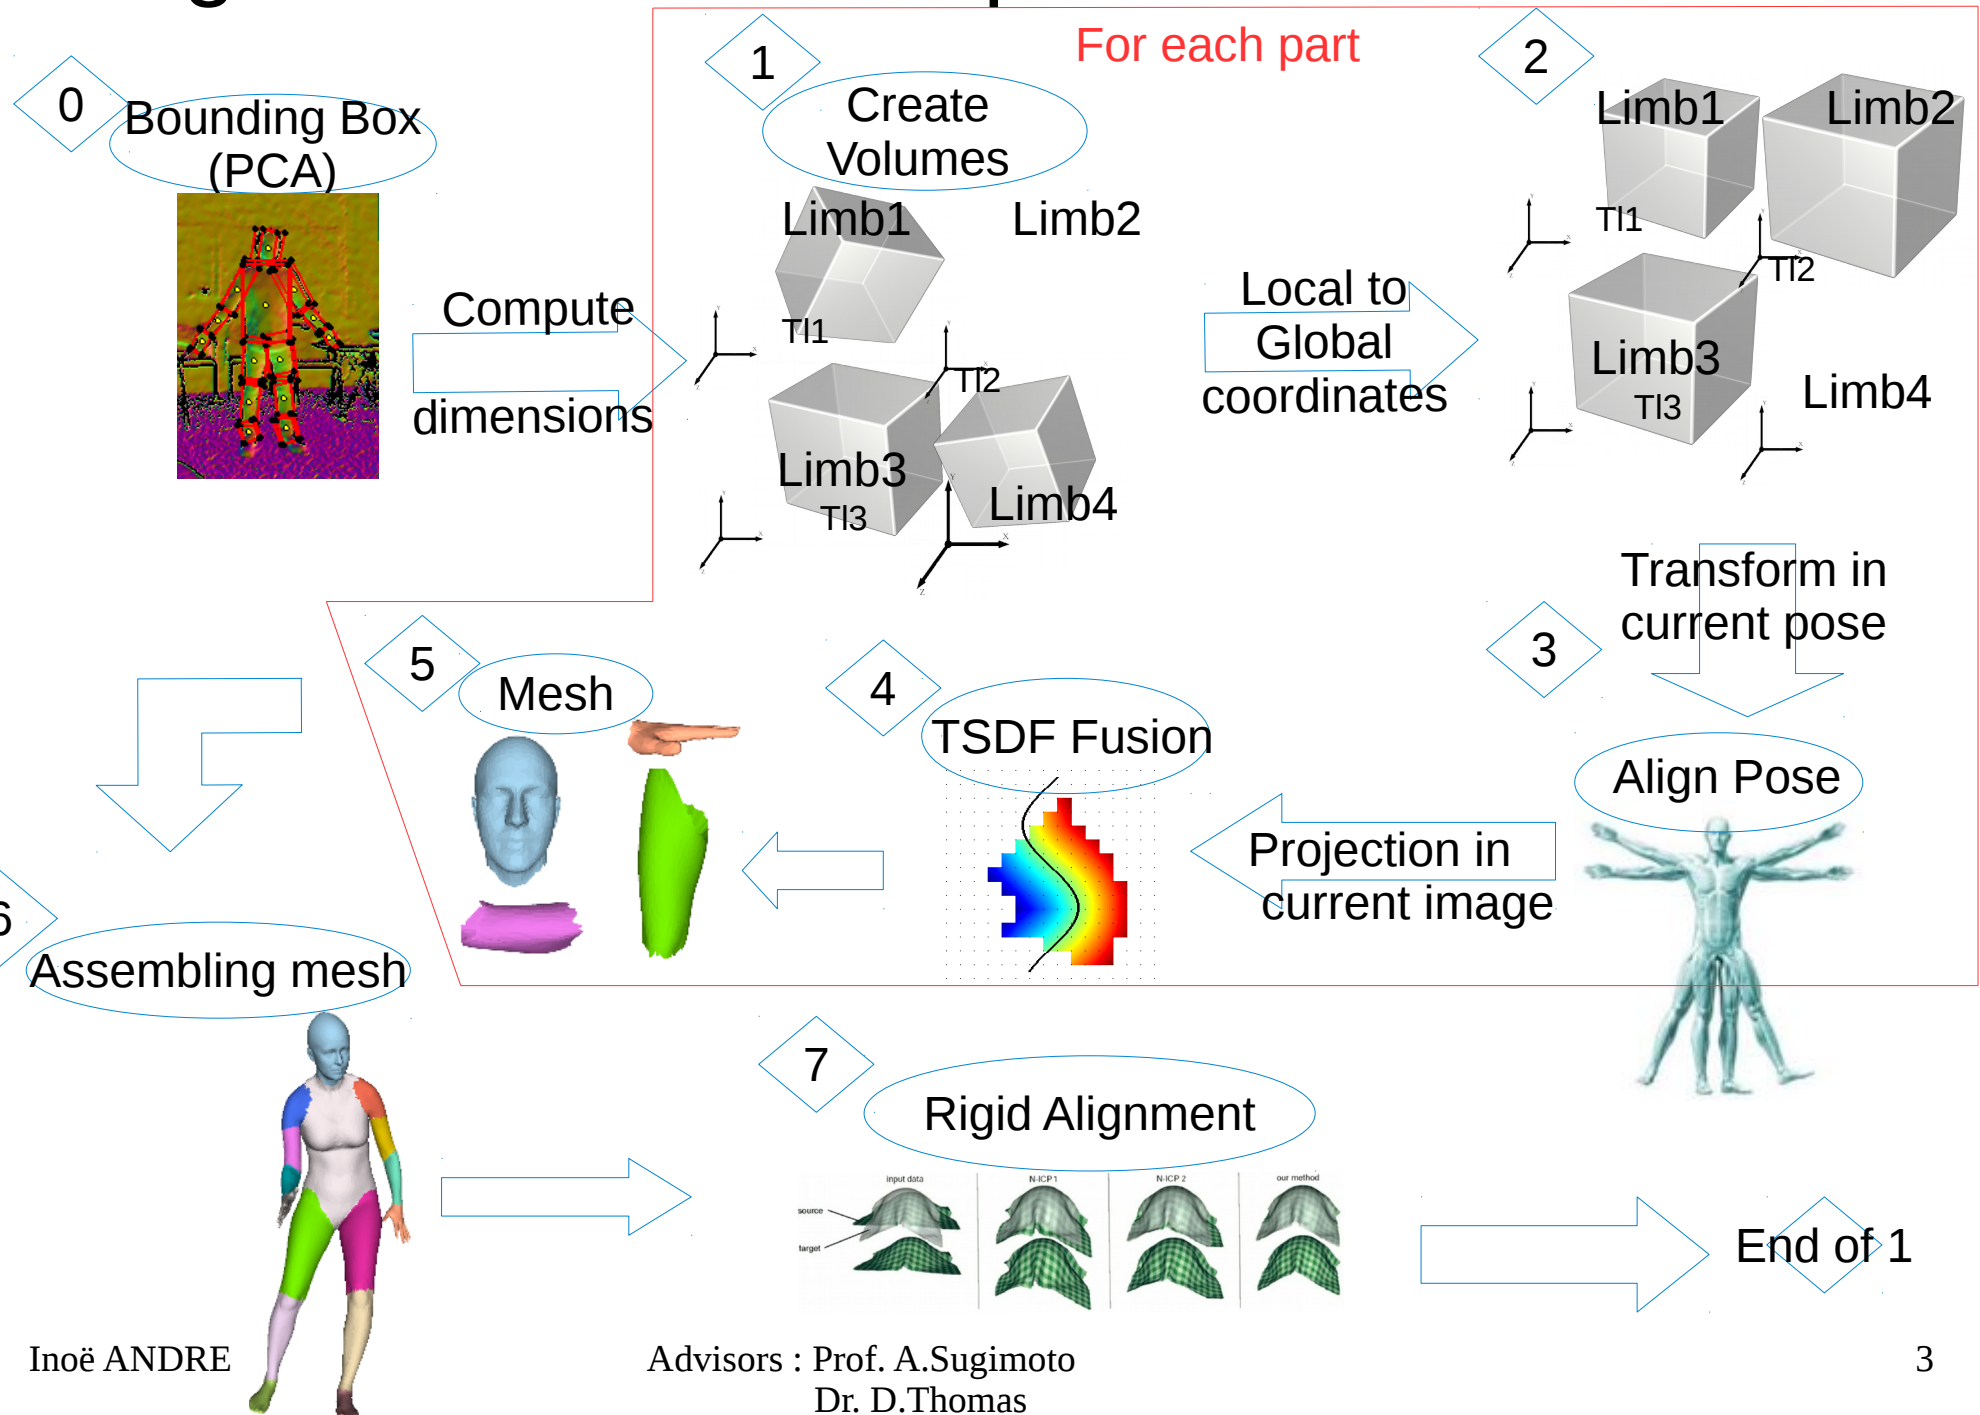 For each part
0
Bounding Box
(PCA)
Compute
dimensions
1
Create
Volumes
Limb1
Limb2
Tl1
Tl2
Limb3
Tl3
Limb4
Local to
Global
coordinates
2
Limb1
Limb2
Tl1
Tl2
Limb3
Tl3
Limb4
Transform in
current pose
3
Align Pose
Projection in
current image
4
TSDF Fusion
5
Mesh
6
Assembling mesh
7
Rigid Alignment
input data
N-ICP 1
N-ICP 2
our method
source
target
End of 1
Inoë ANDRE
Advisors : Prof. A.Sugimoto
Dr. D.Thomas
3